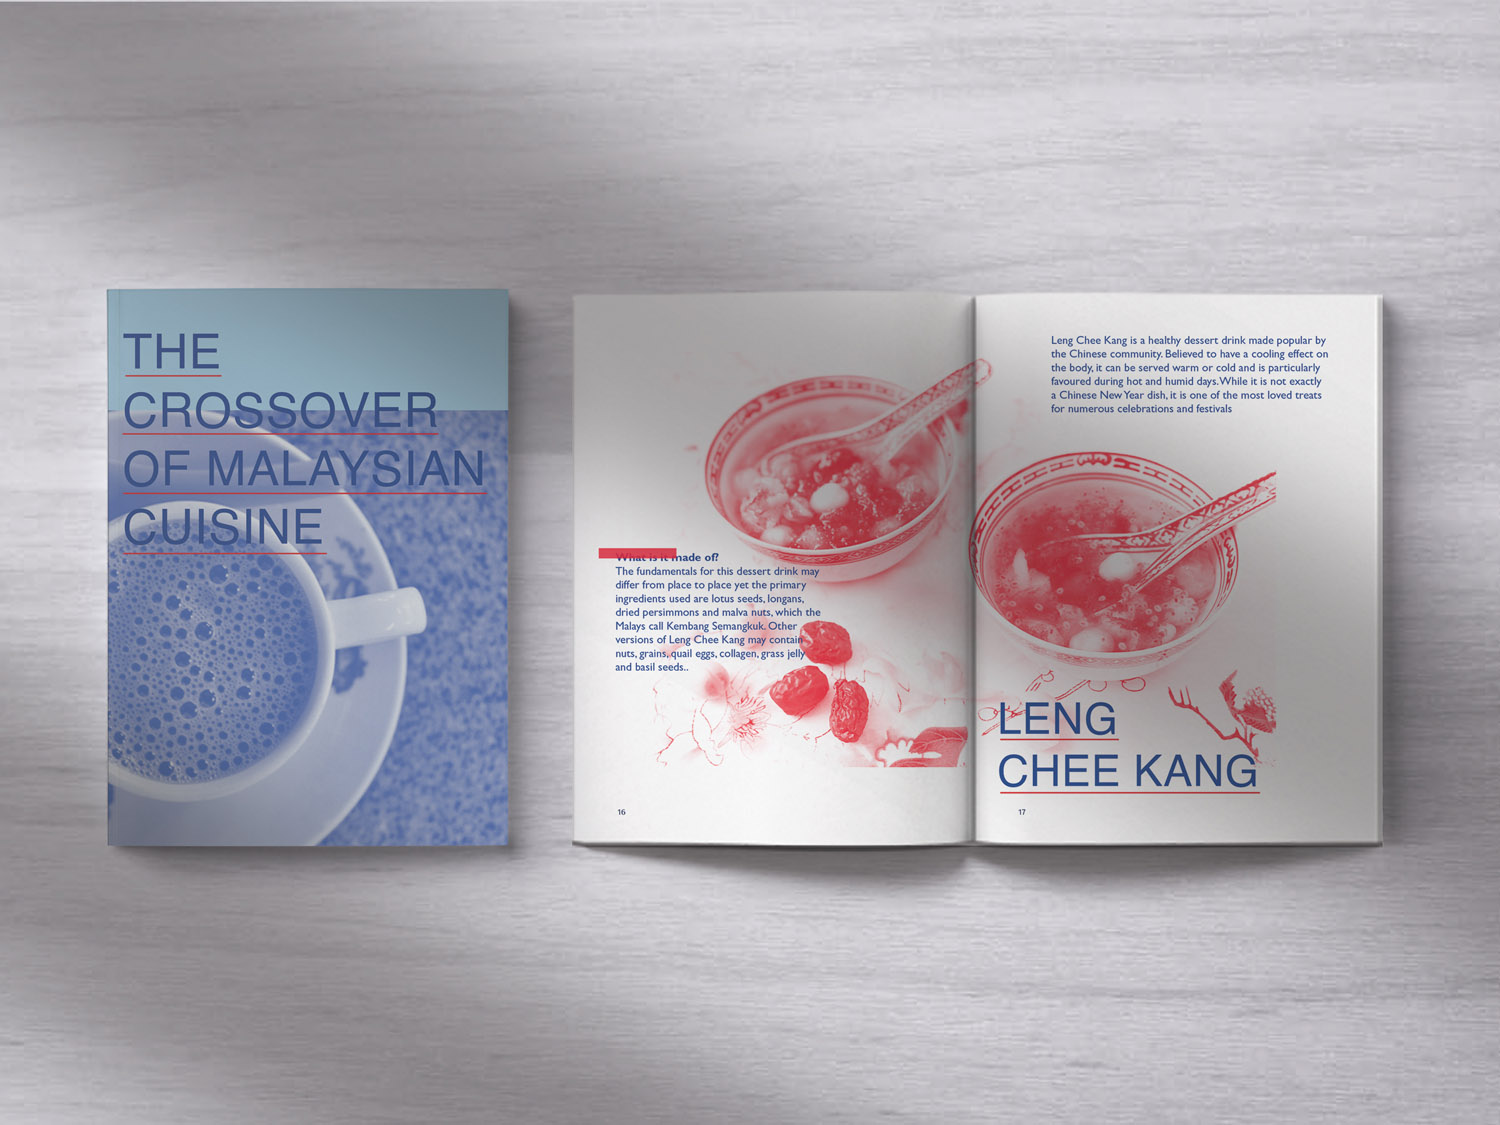 THE
CROSSOVER
OF MALAYSIAN
CUISINE
What is it made of?
The fundamentals for this dessert drink may
differ from place to place yet the primary
ingredients used are lotus seeds, longans,
dried persimmons and malva nuts, which the
Malays call Kembang Semangkuk. Other
versions of Leng Chee Kang may contain
nuts, grains, quail eggs, collagen, grass jelly
and basil seeds..
16
Leng Chee Kang is a healthy dessert drink made popular by
the Chinese community. Believed to have a cooling effect on
the body, it can be served warm or cold and is particularly
favoured during hot and humid days. While it is not exactly
a Chinese New Year dish, it is one of the most loved treats
for numerous celebrations and festivals
LENG
CHEE KANG
17